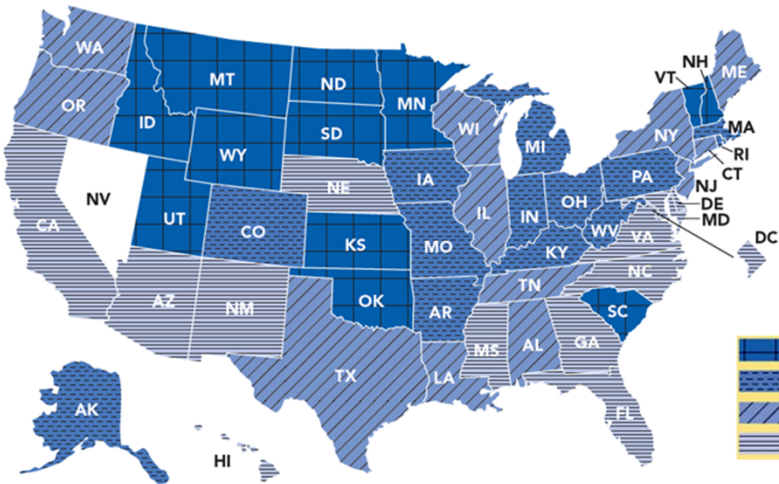 WA
MT
ND
MN
VT
NH
ME
OR
ID
SD
WI
MI
NY
MA
WY
RI
CT
NV
NE
IA
PA
NJ
CA
UT
CO
KS
MO
IL
IN
OH
WV
DE
MD
KY
VA
DC
AZ
NM
OK
AR
TN
NC
SC
MS
AL
GA
TX
LA
FL
AK
HI